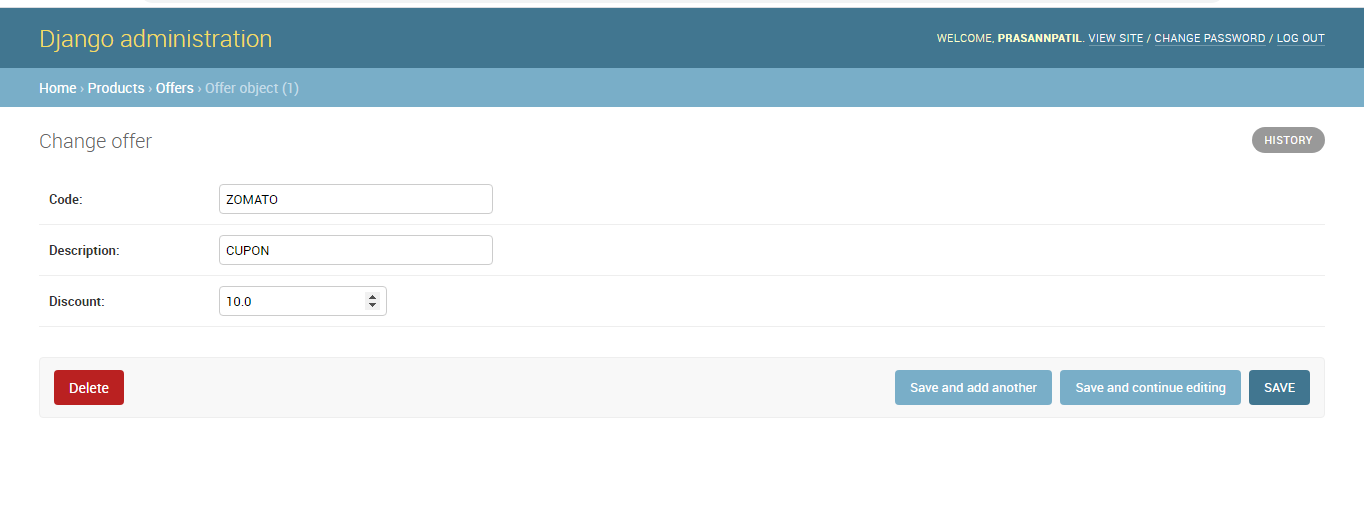 Django administration
WELCOME, PRASANNPATIL. VIEW SITE / CHANGE PASSWORD / LOG OUT
Home › Products › Offers › Offer object (1)
Change offer
HISTORY
Code: ZOMATO
Description: CUPON
Discount: 10.0
Delete Save and add another Save and continue editing SAVE